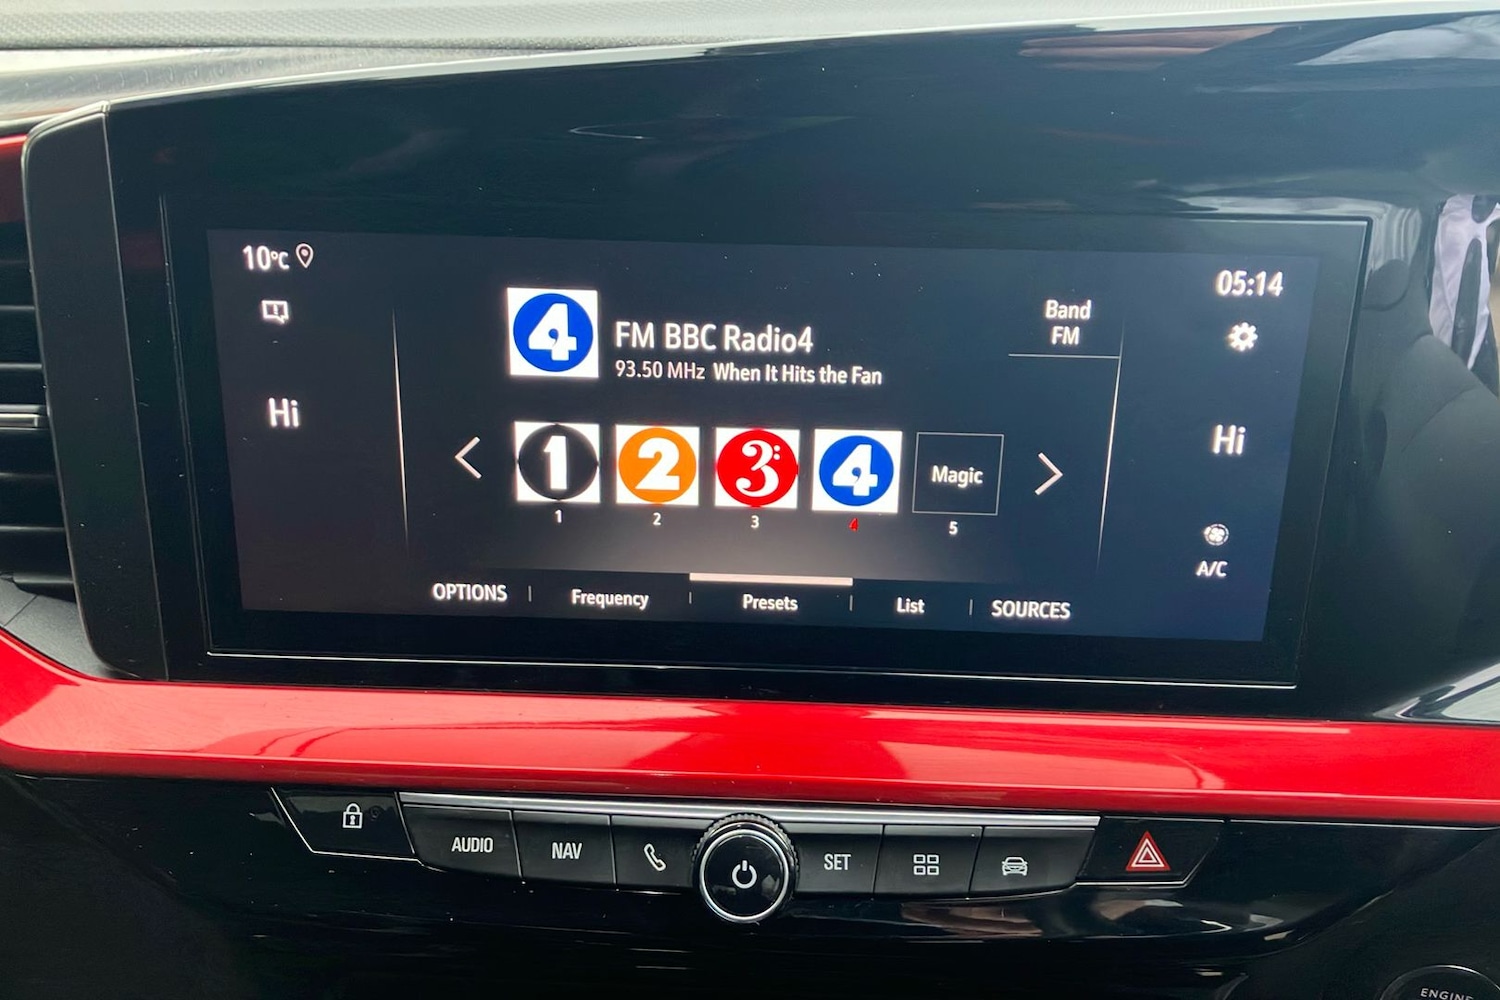 10°C
05:14
4
FM BBC Radio4
93.50 MHz When It Hits the Fan
Band
FM
Hi
Hi
1
2
3
4
Magic
1
2
3
4
5
A/C
OPTIONS
Frequency
Presets
List
SOURCES
AUDIO
NAV
SET
ENGINE